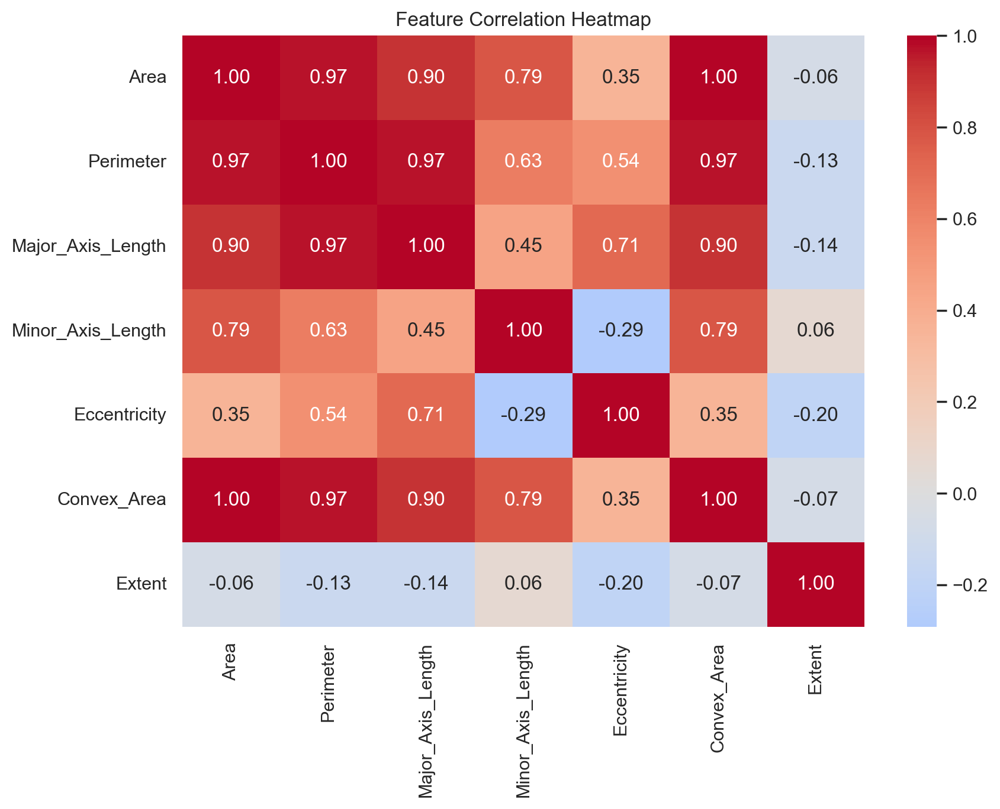 Feature Correlation Heatmap
Area 1.00 0.97 0.90 0.79 0.35 1.00 -0.06
Perimeter 0.97 1.00 0.97 0.63 0.54 0.97 -0.13
Major_Axis_Length 0.90 0.97 1.00 0.45 0.71 0.90 -0.14
Minor_Axis_Length 0.79 0.63 0.45 1.00 -0.29 0.79 0.06
Eccentricity 0.35 0.54 0.71 -0.29 1.00 0.35 -0.20
Convex_Area 1.00 0.97 0.90 0.79 0.35 1.00 -0.07
Extent -0.06 -0.13 -0.14 0.06 -0.20 -0.07 1.00
Area
Perimeter
Major_Axis_Length
Minor_Axis_Length
Eccentricity
Convex_Area
Extent
1.0
0.8
0.6
0.4
0.2
0.0
−0.2